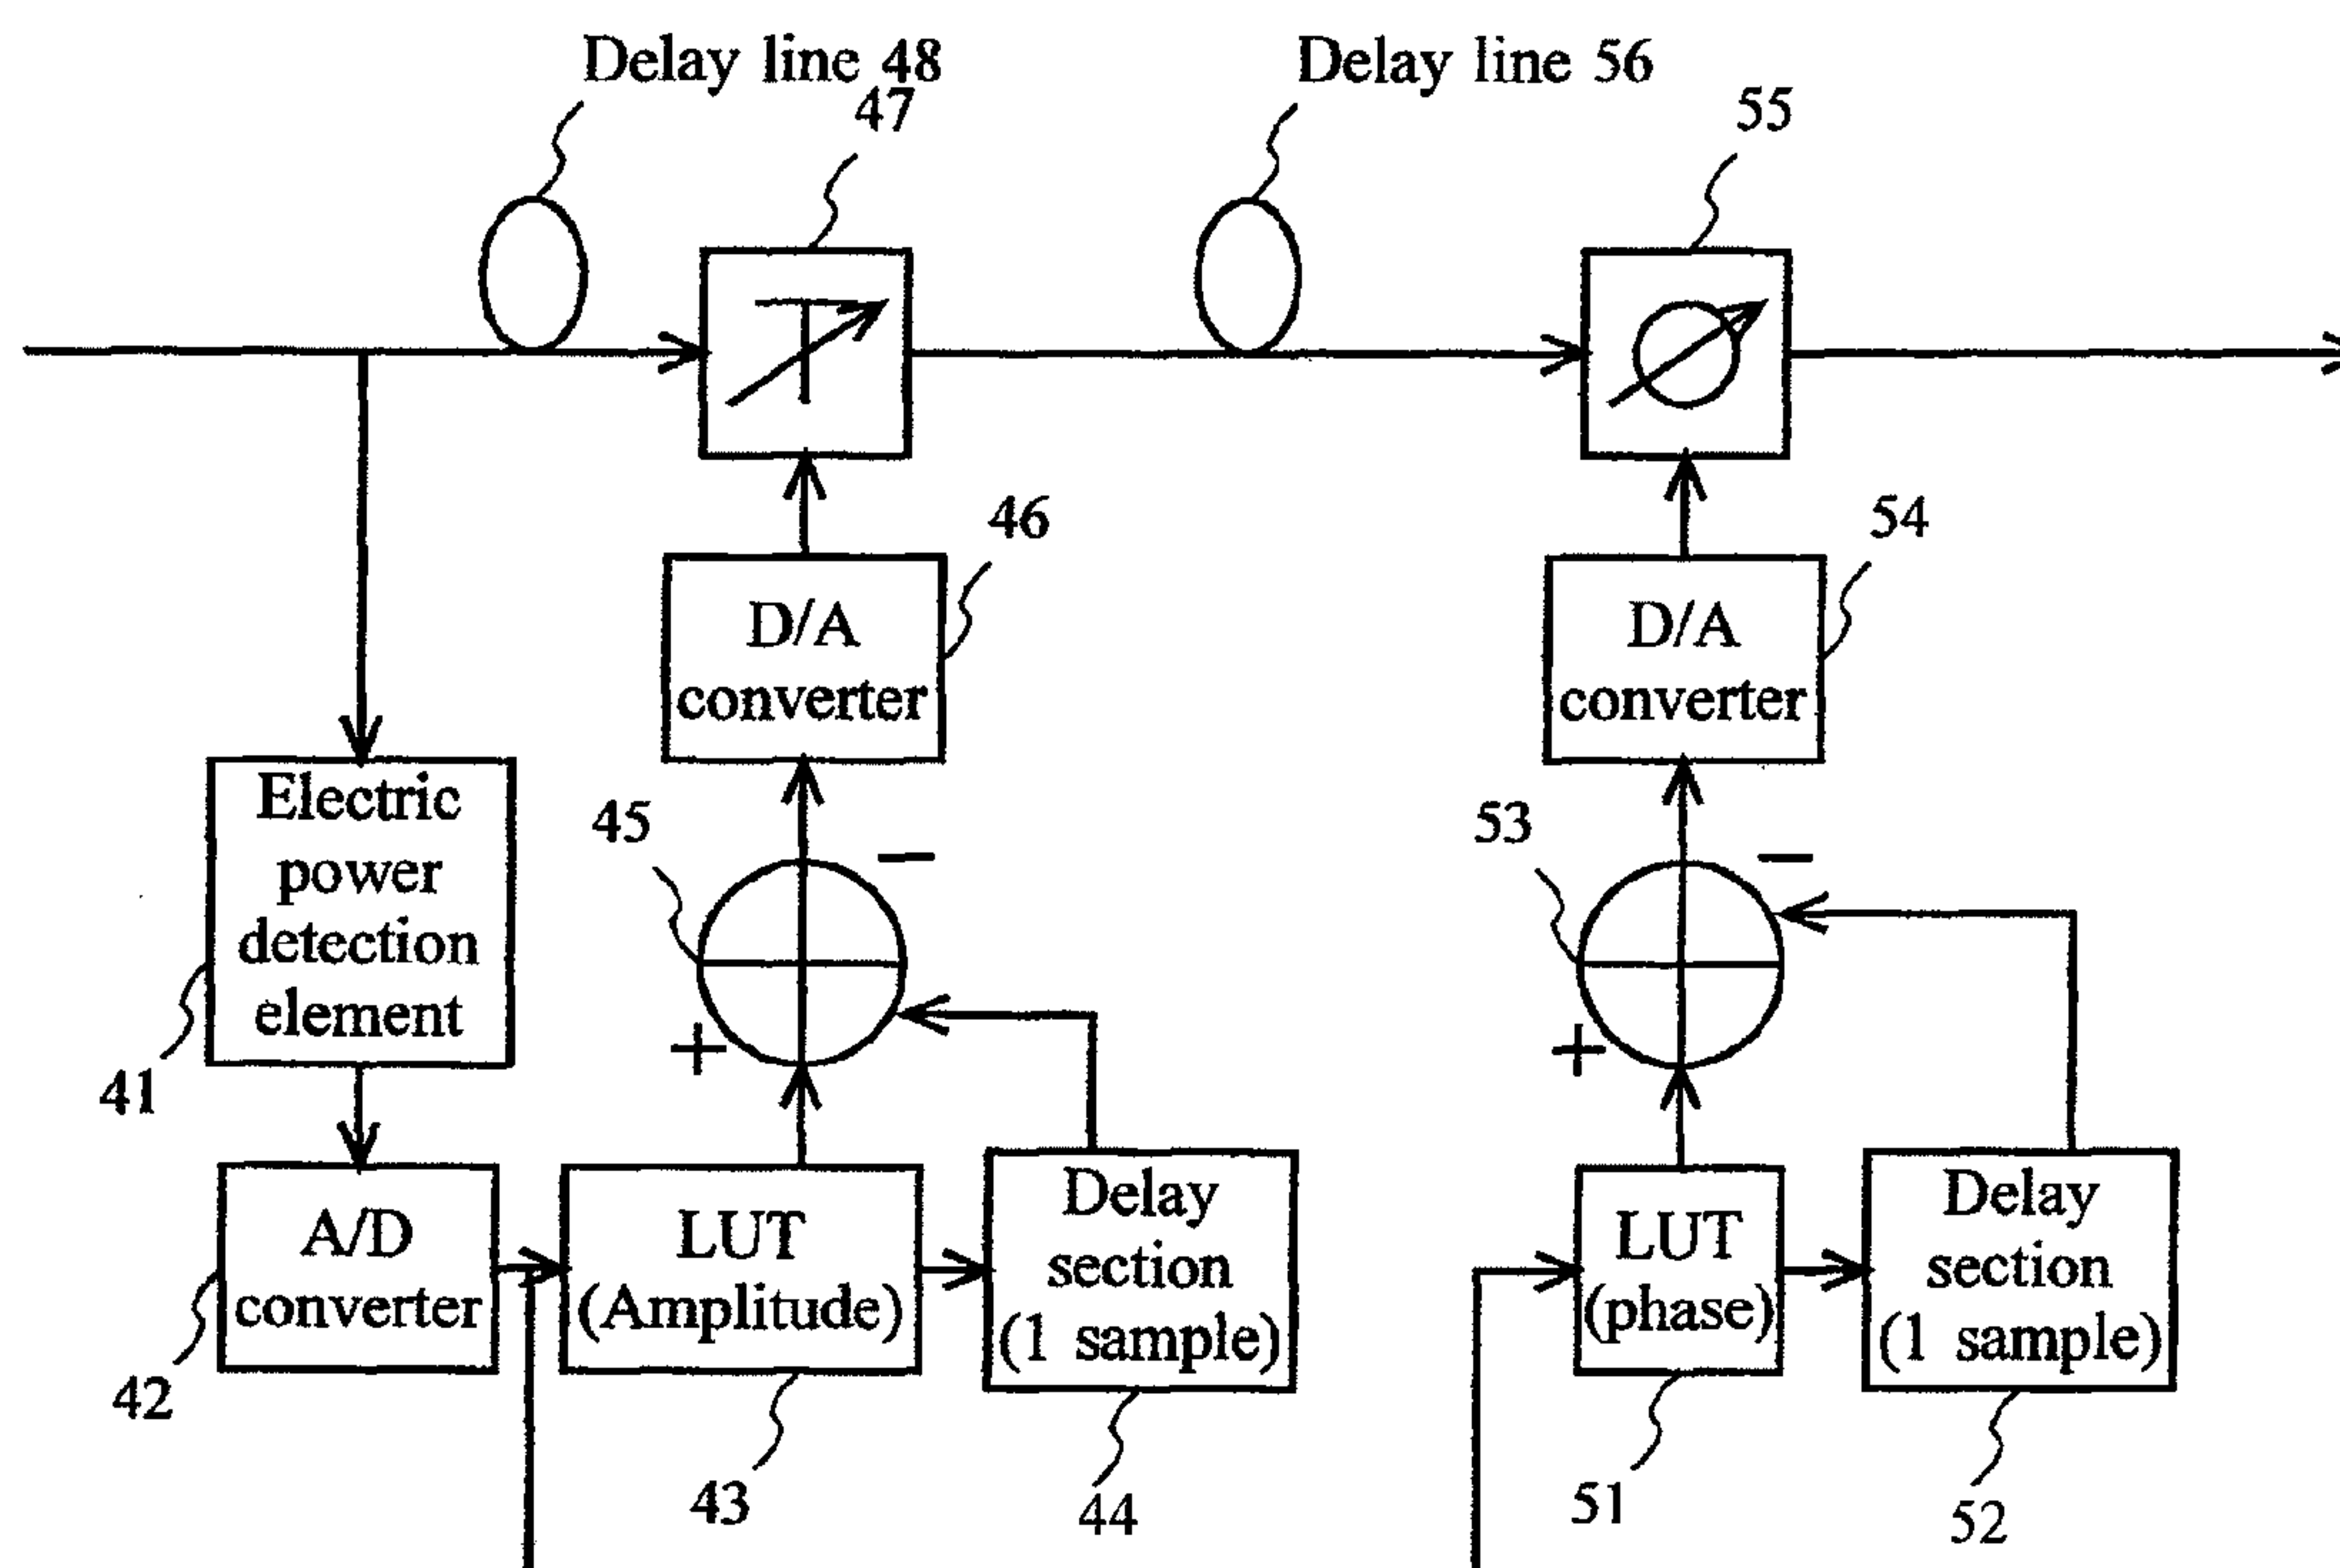 Delay line 48
47
Delay line 56
55
46
54
D/A
converter
D/A
converter
Electric
power
detection
element
41
45
−
+
53
−
+
A/D
converter
42
LUT
(Amplitude)
43
Delay
section
(1 sample)
44
LUT
(phase)
51
Delay
section
(1 sample)
52